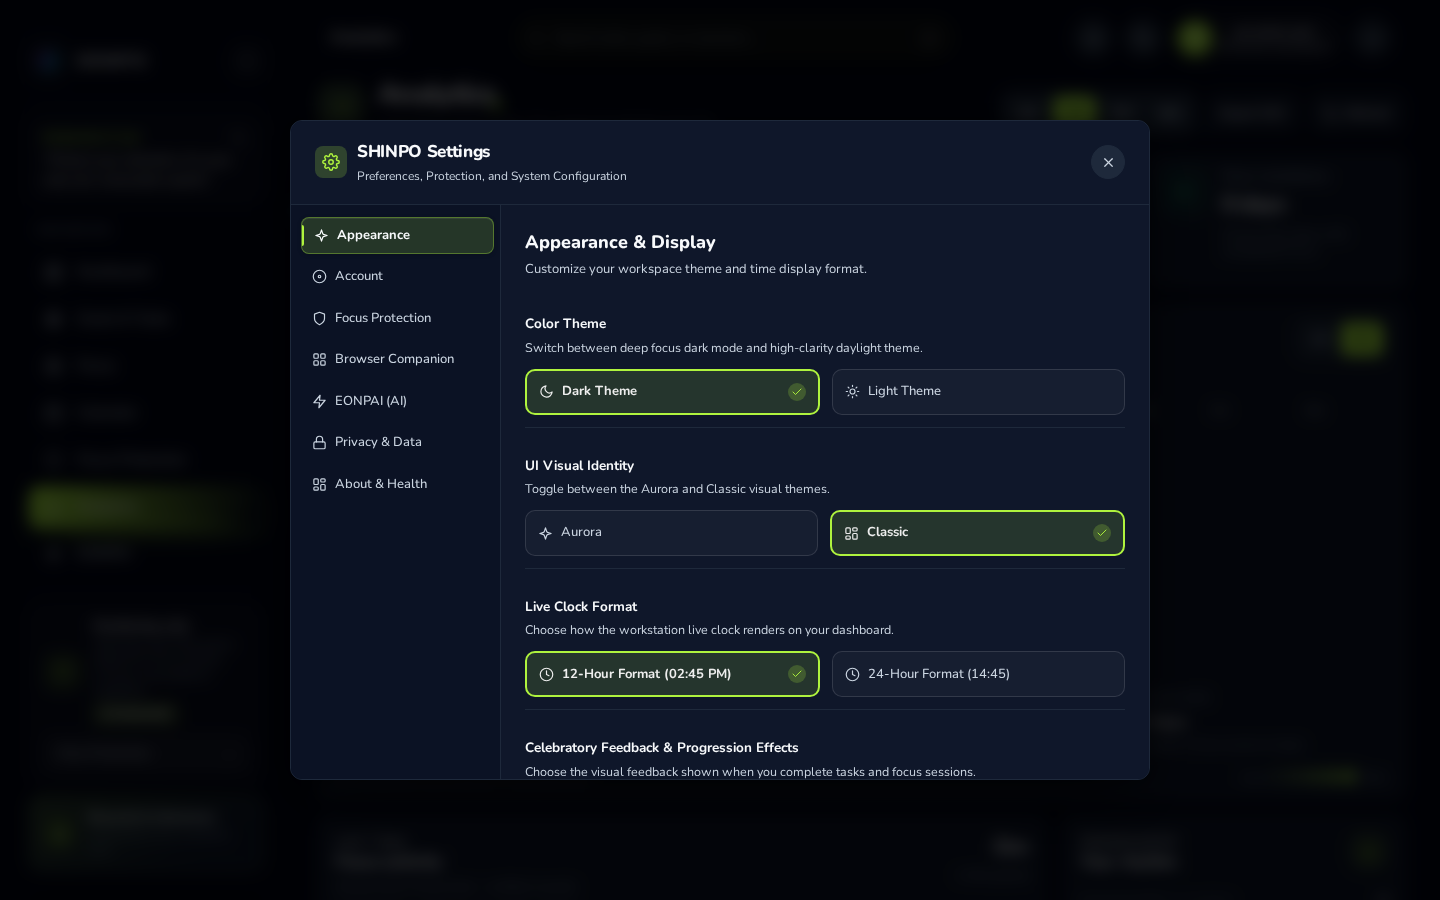 SHINPO Settings
Preferences, Protection, and System Configuration
Appearance
Account
Focus Protection
Browser Companion
EONPAI (AI)
Privacy & Data
About & Health
Appearance & Display
Customize your workspace theme and time display format.
Color Theme
Switch between deep focus dark mode and high-clarity daylight theme.
Dark Theme
Light Theme
UI Visual Identity
Toggle between the Aurora and Classic visual themes.
Aurora
Classic
Live Clock Format
Choose how the workstation live clock renders on your dashboard.
12-Hour Format (02:45 PM)
24-Hour Format (14:45)
Celebratory Feedback & Progression Effects
Choose the visual feedback shown when you complete tasks and focus sessions.